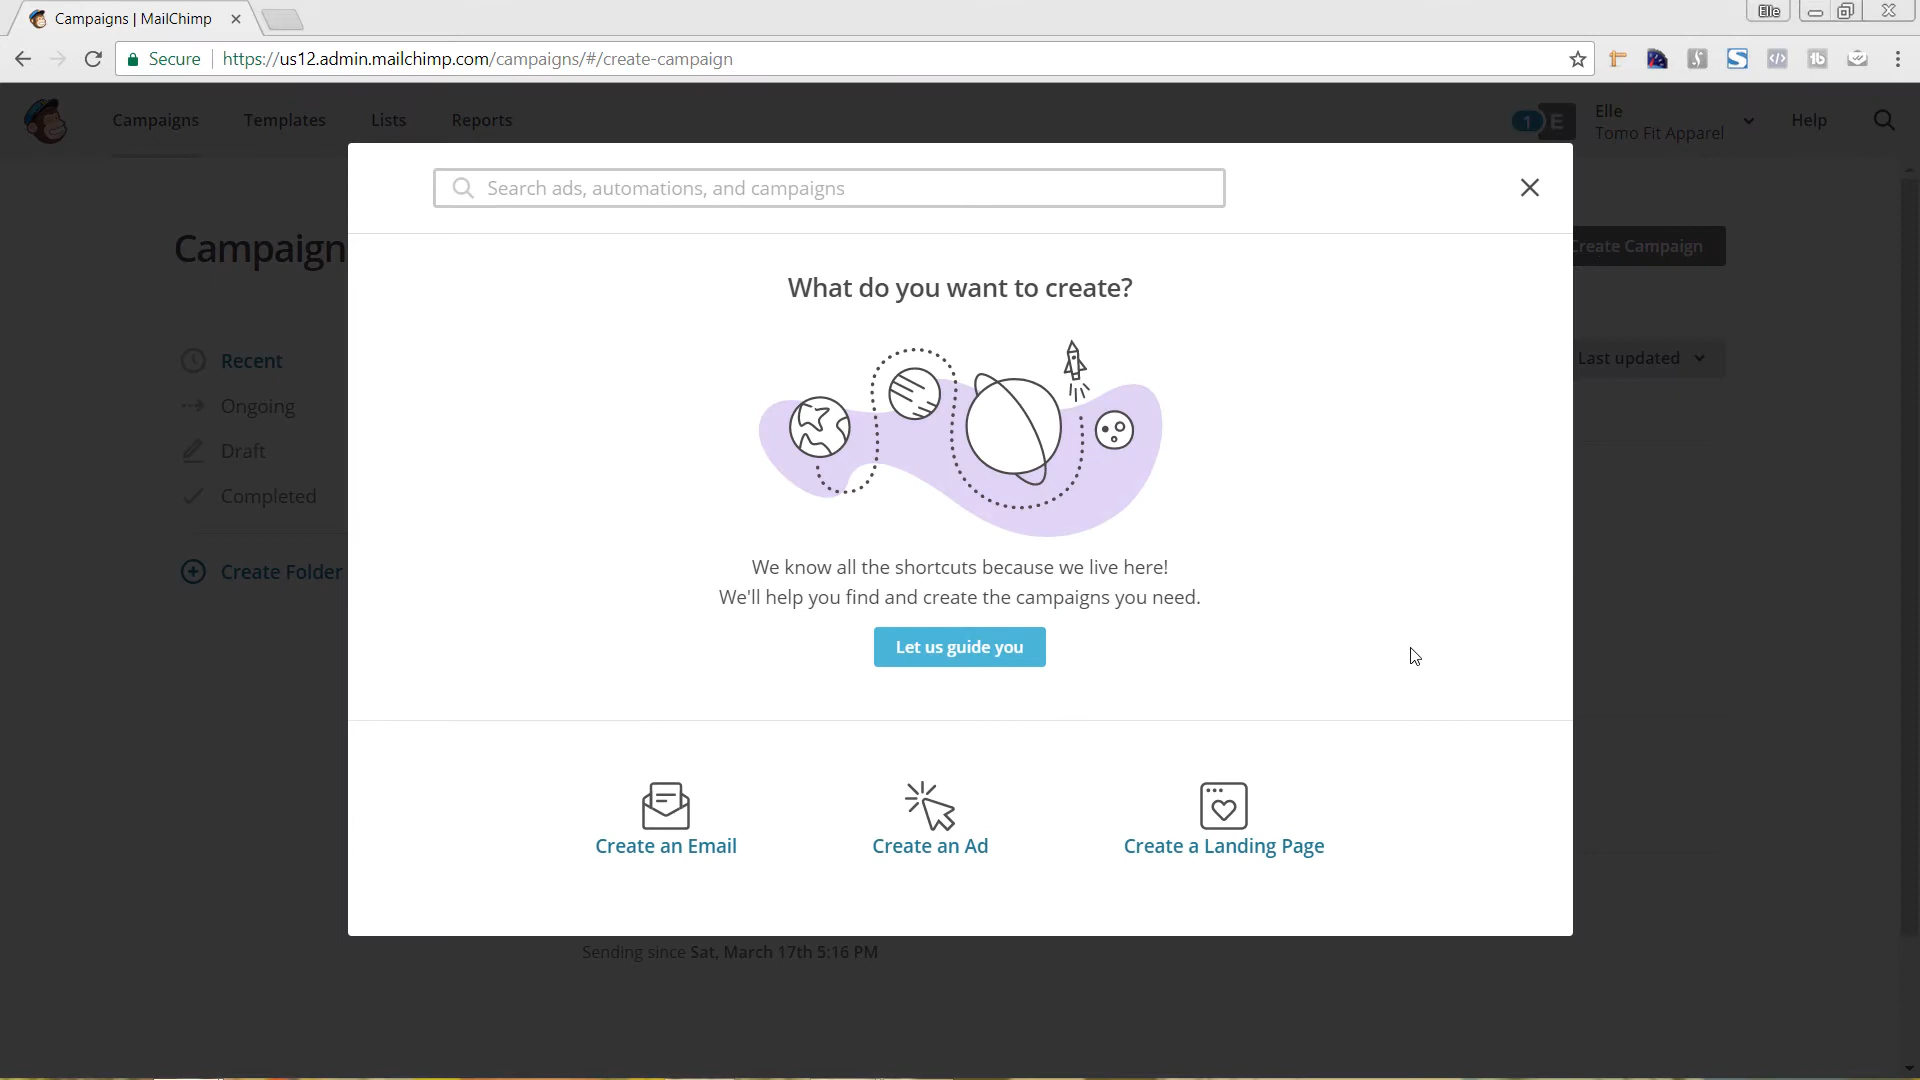 Campaigns | MailChimp
Elle
Secure
https://us12.admin.mailchimp.com/campaigns/#/create-campaign
Campaigns
Templates
Lists
Reports
1
E
Elle
Tomo Fit Apparel
Help
Search ads, automations, and campaigns
Campaign
Create Campaign
What do you want to create?
Recent
Last updated
Ongoing
Draft
Completed
Create Folder
We know all the shortcuts because we live here!
We'll help you find and create the campaigns you need.
Let us guide you
Create an Email
Create an Ad
Create a Landing Page
Sending since Sat, March 17th 5:16 PM